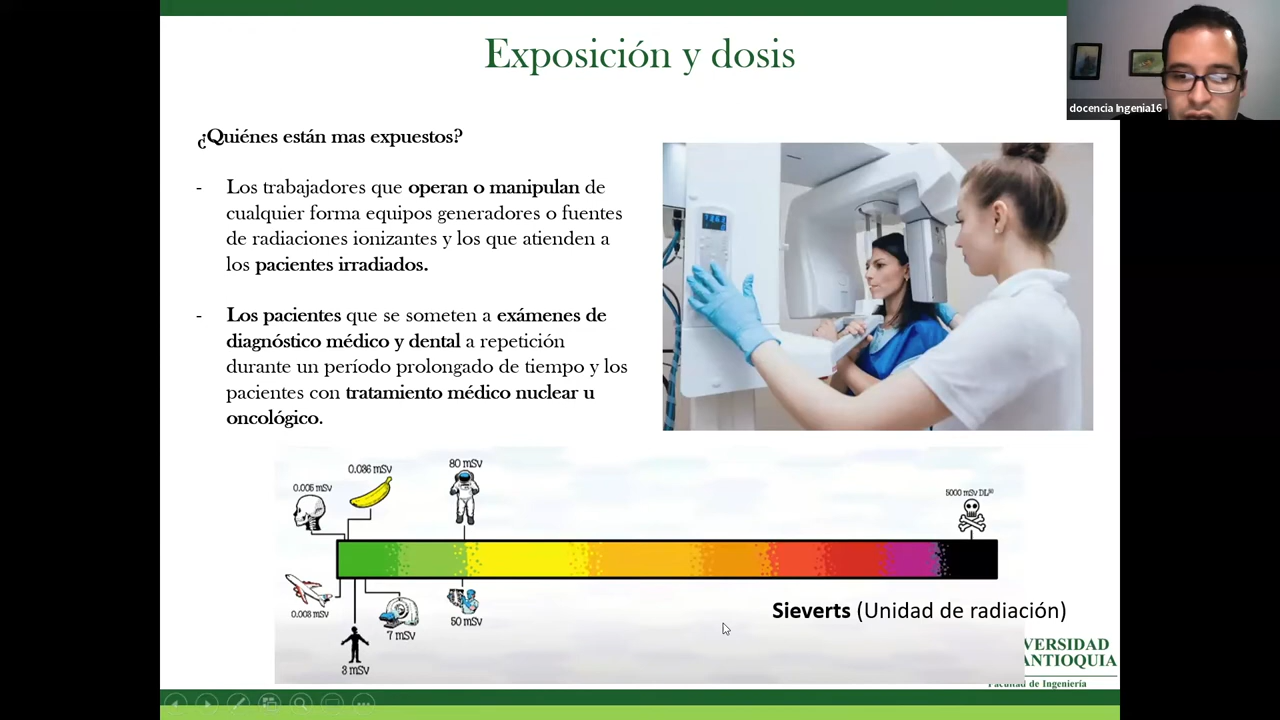 Exposición y dosis
docencia Ingenia16
¿Quiénes están mas expuestos?
- Los trabajadores que operan o manipulan de
cualquier forma equipos generadores o fuentes
de radiaciones ionizantes y los que atienden a
los pacientes irradiados.
- Los pacientes que se someten a exámenes de
diagnóstico médico y dental a repetición
durante un período prolongado de tiempo y los
pacientes con tratamiento médico nuclear u
oncológico.
80 mSv
0.036 mSv
0.005 mSv
5000 mSv DL⁵⁰
0.003 mSv
7 mSv
50 mSv
3 mSv
Sieverts (Unidad de radiación)
VERSIDAD
ANTIOQUIA
Facultad de Ingeniería